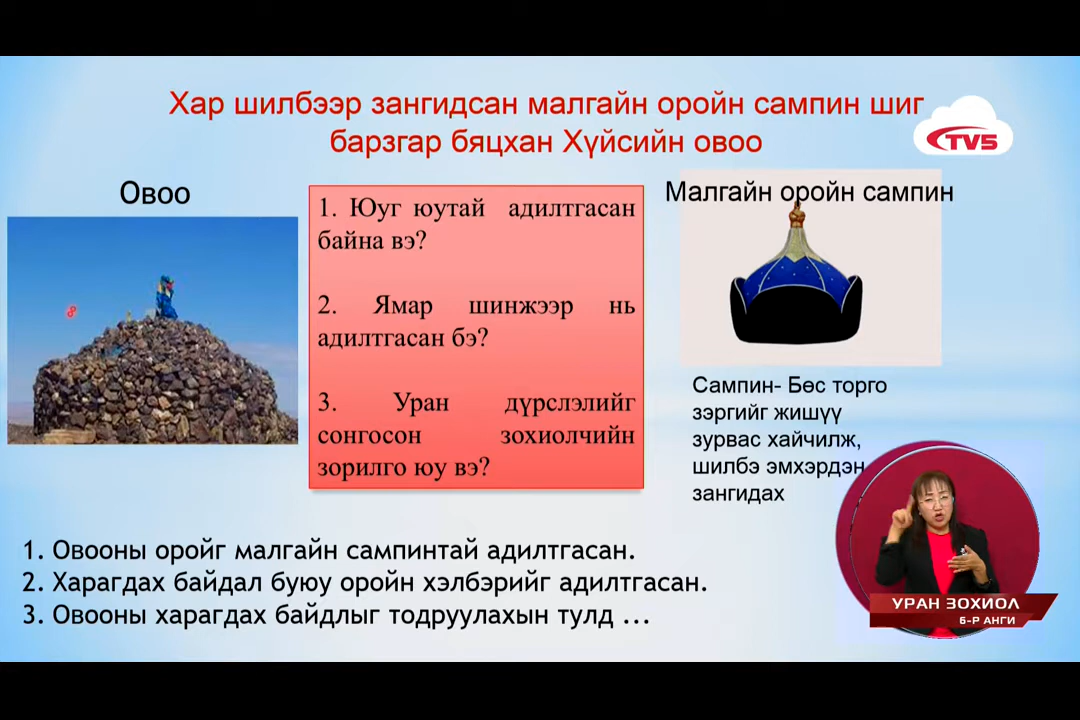 Хар шилбээр зангидсан малгайн оройн сампин шиг
барзгар бяцхан Хүйсийн овоо
TV5
Овоо
1. Юуг юутай адилтгасан
байна вэ?
2. Ямар шинжээр нь
адилтгасан бэ?
3. Уран дүрслэлийг
сонгосон зохиолчийн
зорилго юу вэ?
Малгайн оройн сампин
Сампин- Бөс торго
зэргийг жишүү
зурвас хайчилж,
шилбэ эмхэрдэн
зангидах
1. Овооны оройг малгайн сампинтай адилтгасан.
2. Харагдах байдал буюу оройн хэлбэрийг адилтгасан.
3. Овооны харагдах байдлыг тодруулахын тулд ...
УРАН ЗОХИОЛ
6-Р АНГИ